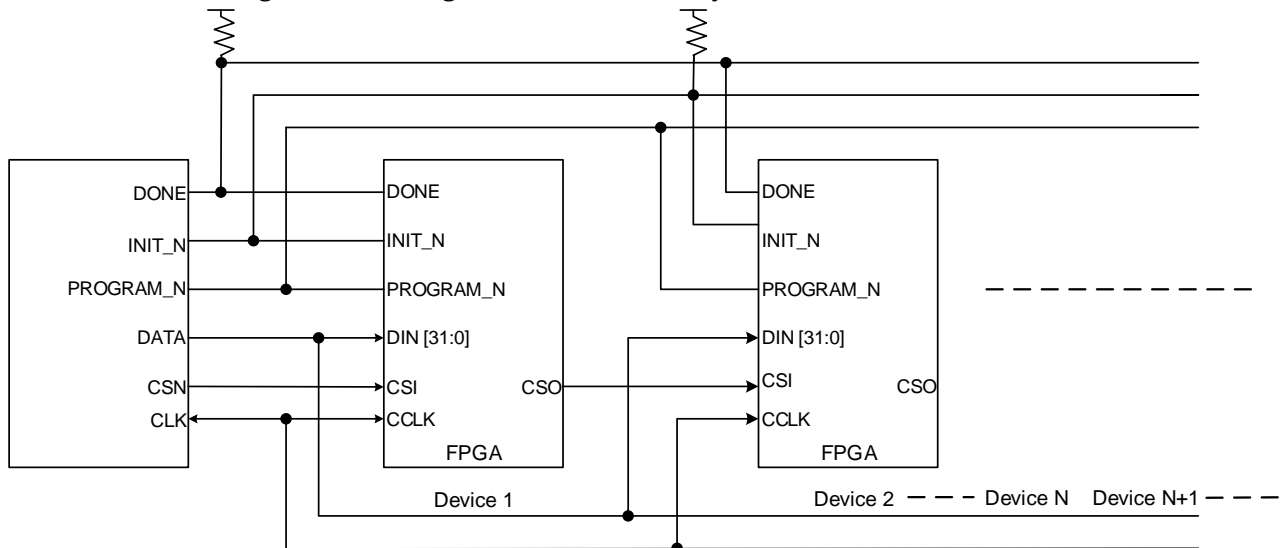 DONE
INIT_N
PROGRAM_N
DATA
CSN
CLK
DONE
INIT_N
PROGRAM_N
DIN [31:0]
CSI
CSO
CCLK
FPGA
DONE
INIT_N
PROGRAM_N
DIN [31:0]
CSI
CSO
CCLK
FPGA
Device 1
Device 2
Device N
Device N+1